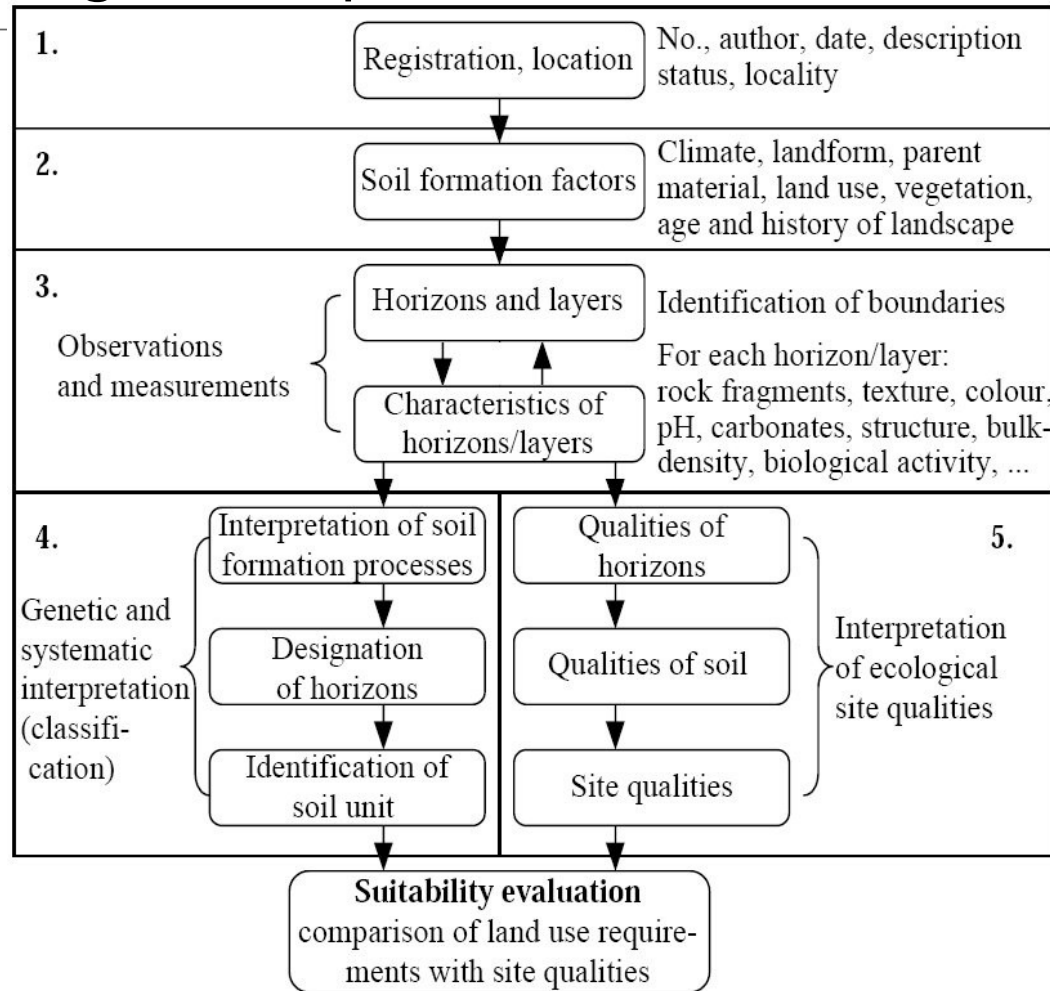 1.
Registration, location
No., author, date, description
status, locality
2.
Soil formation factors
Climate, landform, parent
material, land use, vegetation,
age and history of landscape
3.
Observations
and measurements
Horizons and layers
Identification of boundaries
Characteristics of
horizons/layers
For each horizon/layer:
rock fragments, texture, colour,
pH, carbonates, structure, bulk-
density, biological activity, ...
4.
Genetic and
systematic
interpretation
(classifi-
cation)
Interpretation of soil
formation processes
Designation
of horizons
Identification of
soil unit
5.
Qualities of
horizons
Qualities of soil
Site qualities
Interpretation
of ecological
site qualities
Suitability evaluation
comparison of land use require-
ments with site qualities